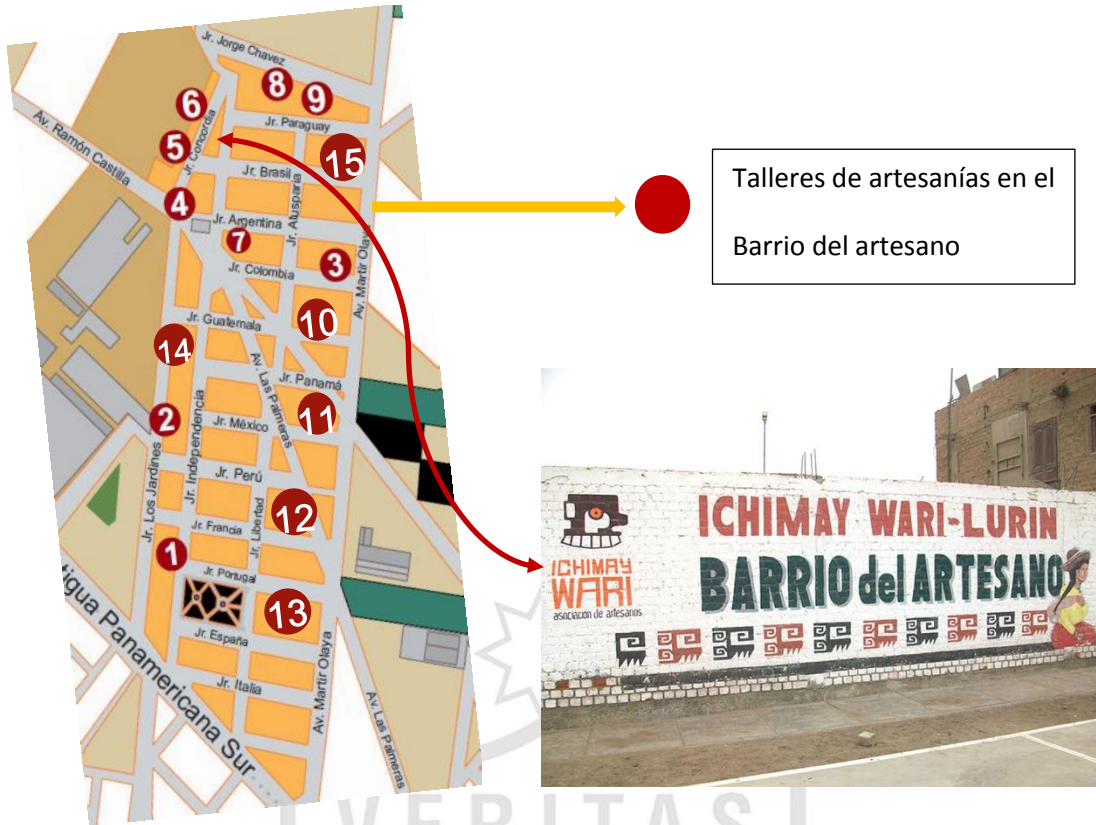 Jr. Jorge Chavez
8
9
6
Jr. Paraguay
Av. Ramón Castilla
5
Jr. Concordia
15
Jr. Brasil
Jr. Atusparia
4
Jr. Argentina
7
3
Jr. Colombia
Av. Martir Olaya
10
Jr. Guatemala
14
Av. Las Palmeras
Jr. Panamá
11
2
Jr. Independencia
Jr. México
Jr. Los Jardines
Jr. Perú
12
Jr. Libertad
Jr. Francia
1
Jr. Portugal
13
Jr. España
Jr. Italia
Av. Martir Olaya
Av. Las Palmeras
Panamericana Sur
Talleres de artesanías en el
Barrio del artesano
ICHIMAY WARI-LURIN
BARRIO del ARTESANO
ICHIMAY
WARI
asociación de artesanos
VERITAS